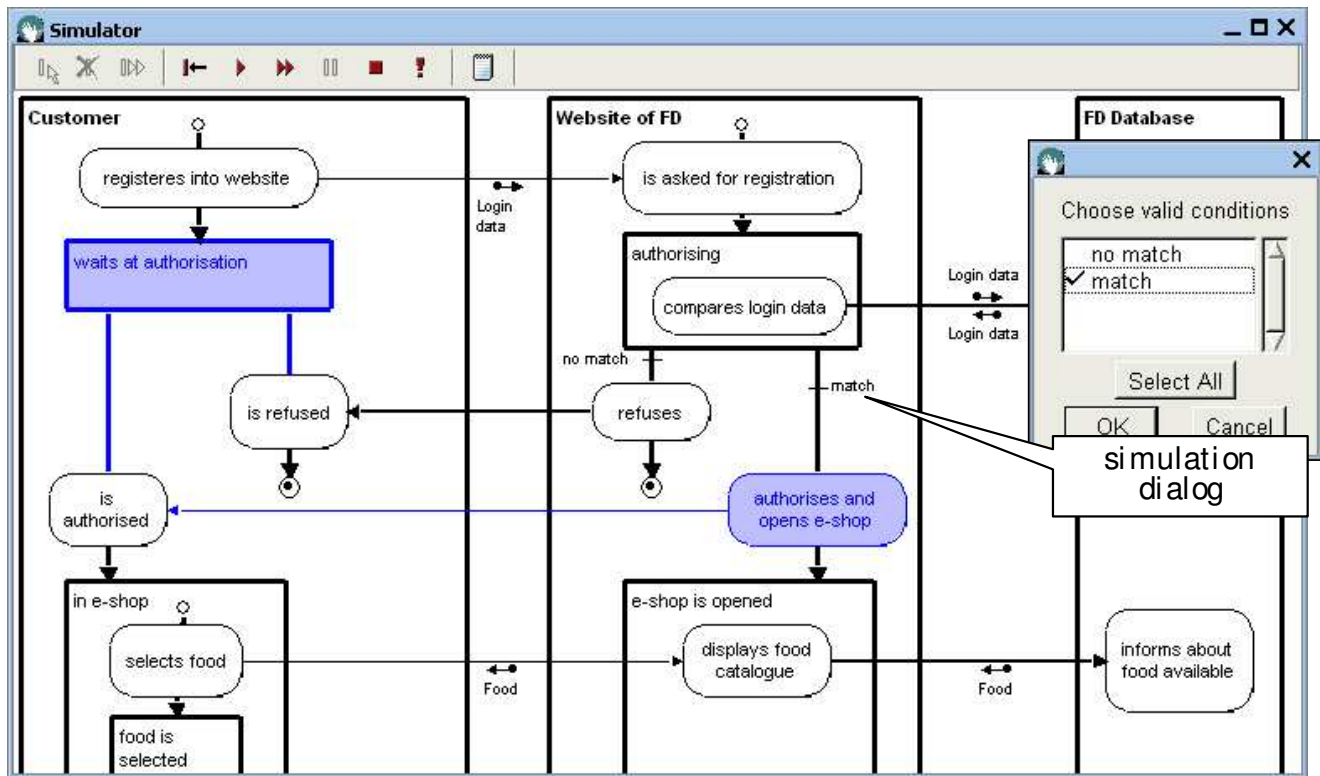 Simulator
Customer
Website of FD
FD Database
registeres into website
Login
data
is asked for registration
waits at authorisation
authorising
compares login data
Login data
Login data
no match
match
is refused
refuses
is
authorised
authorises and
opens e-shop
in e-shop
e-shop is opened
selects food
Food
displays food
catalogue
Food
informs about
food available
food is
selected
Choose valid conditions
no match
match
Select All
OK
Cancel
simulation
dialog